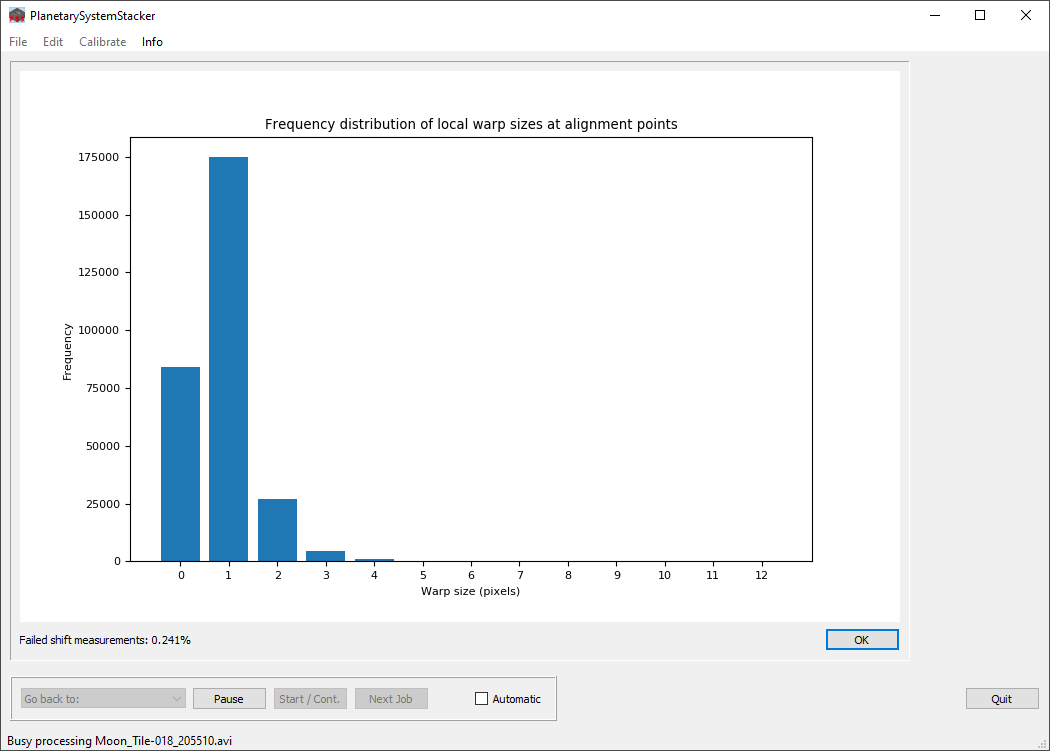 PlanetarySystemStacker
File Edit Calibrate Info
Frequency distribution of local warp sizes at alignment points
175000
150000
125000
100000
75000
50000
25000
0
Frequency
0 1 2 3 4 5 6 7 8 9 10 11 12
Warp size (pixels)
Failed shift measurements: 0.241%
OK
Go back to: Pause Start / Cont. Next Job Automatic Quit
Busy processing Moon_Tile-018_205510.avi